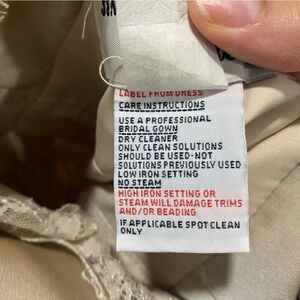 LABEL FROM DRESS
CARE INSTRUCTIONS
USE A PROFESSIONAL
BRIDAL GOWN
DRY CLEANER
ONLY CLEAN SOLUTIONS
SHOULD BE USED-NOT
SOLUTIONS PREVIOUSLY USED
LOW IRON SETTING
NO STEAM
HIGH IRON SETTING OR
STEAM WILL DAMAGE TRIMS
AND/OR BEADING
IF APPLICABLE SPOT CLEAN
ONLY